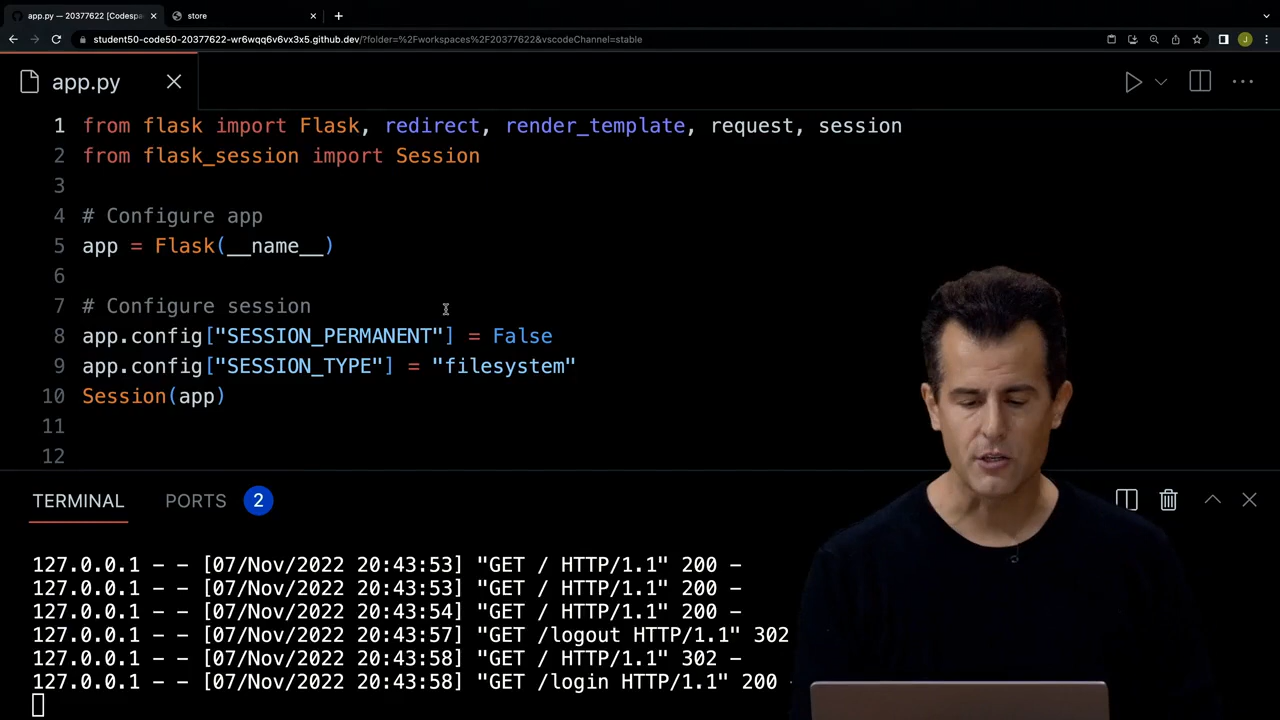 app.py — 20377622 [Codespa
store
student50-code50-20377622-wr6wqq6v6vx3x5.github.dev/?folder=%2Fworkspaces%2F20377622&vscodeChannel=stable
J
app.py
1 from flask import Flask, redirect, render_template, request, session
2 from flask_session import Session
3
4 # Configure app
5 app = Flask(__name__)
6
7 # Configure session
8 app.config["SESSION_PERMANENT"] = False
9 app.config["SESSION_TYPE"] = "filesystem"
10 Session(app)
11
12
TERMINAL PORTS 2
127.0.0.1 - - [07/Nov/2022 20:43:53] "GET / HTTP/1.1" 200 -
127.0.0.1 - - [07/Nov/2022 20:43:53] "GET / HTTP/1.1" 200 -
127.0.0.1 - - [07/Nov/2022 20:43:54] "GET / HTTP/1.1" 200 -
127.0.0.1 - - [07/Nov/2022 20:43:57] "GET /logout HTTP/1.1" 302
127.0.0.1 - - [07/Nov/2022 20:43:58] "GET / HTTP/1.1" 302 -
127.0.0.1 - - [07/Nov/2022 20:43:58] "GET /login HTTP/1.1" 200 -